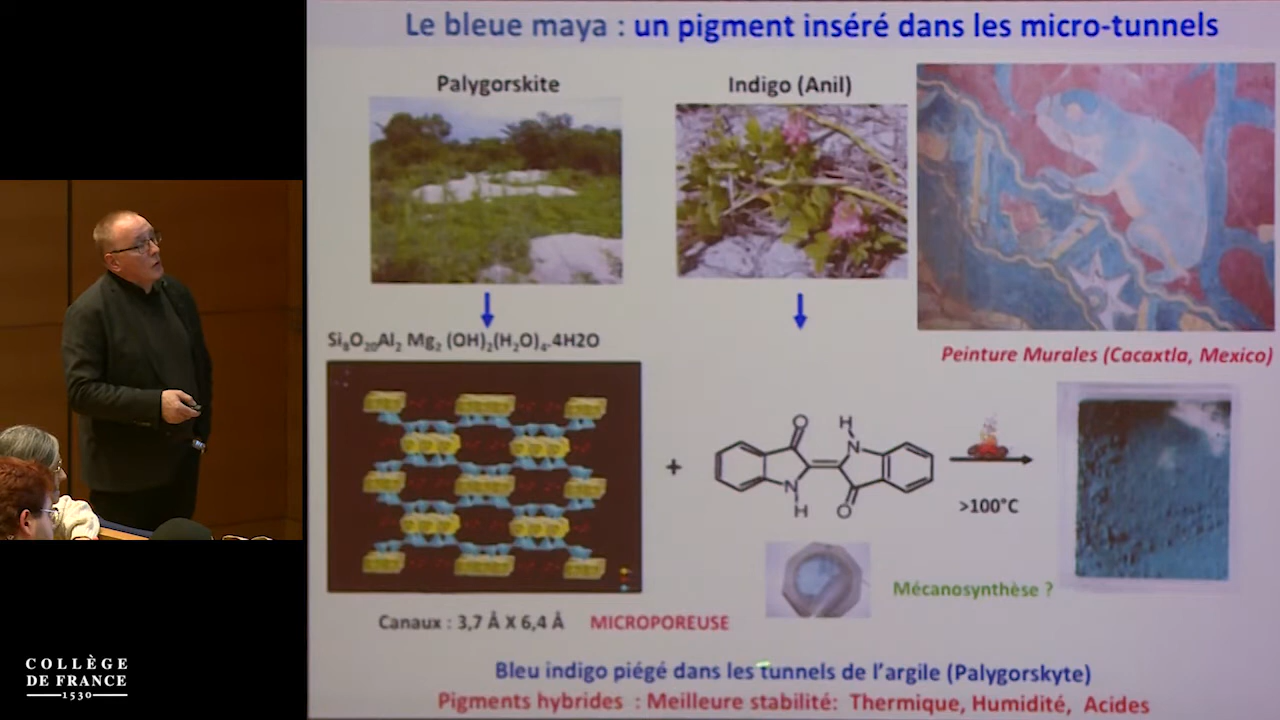 Le bleue maya : un pigment inséré dans les micro-tunnels
Palygorskite
Indigo (Anil)
Si₈O₂₀Al₂ Mg₂ (OH)₂(H₂O)₄.4H2O
Peinture Murales (Cacaxtla, Mexico)
+
O
H
N
N
H
O
>100°C
Mécanosynthèse ?
Canaux : 3,7 Å X 6,4 Å MICROPOREUSE
Bleu indigo piégé dans les tunnels de l'argile (Palygorskyte)
Pigments hybrides : Meilleure stabilité: Thermique, Humidité, Acides
COLLÈGE
DE FRANCE
1530